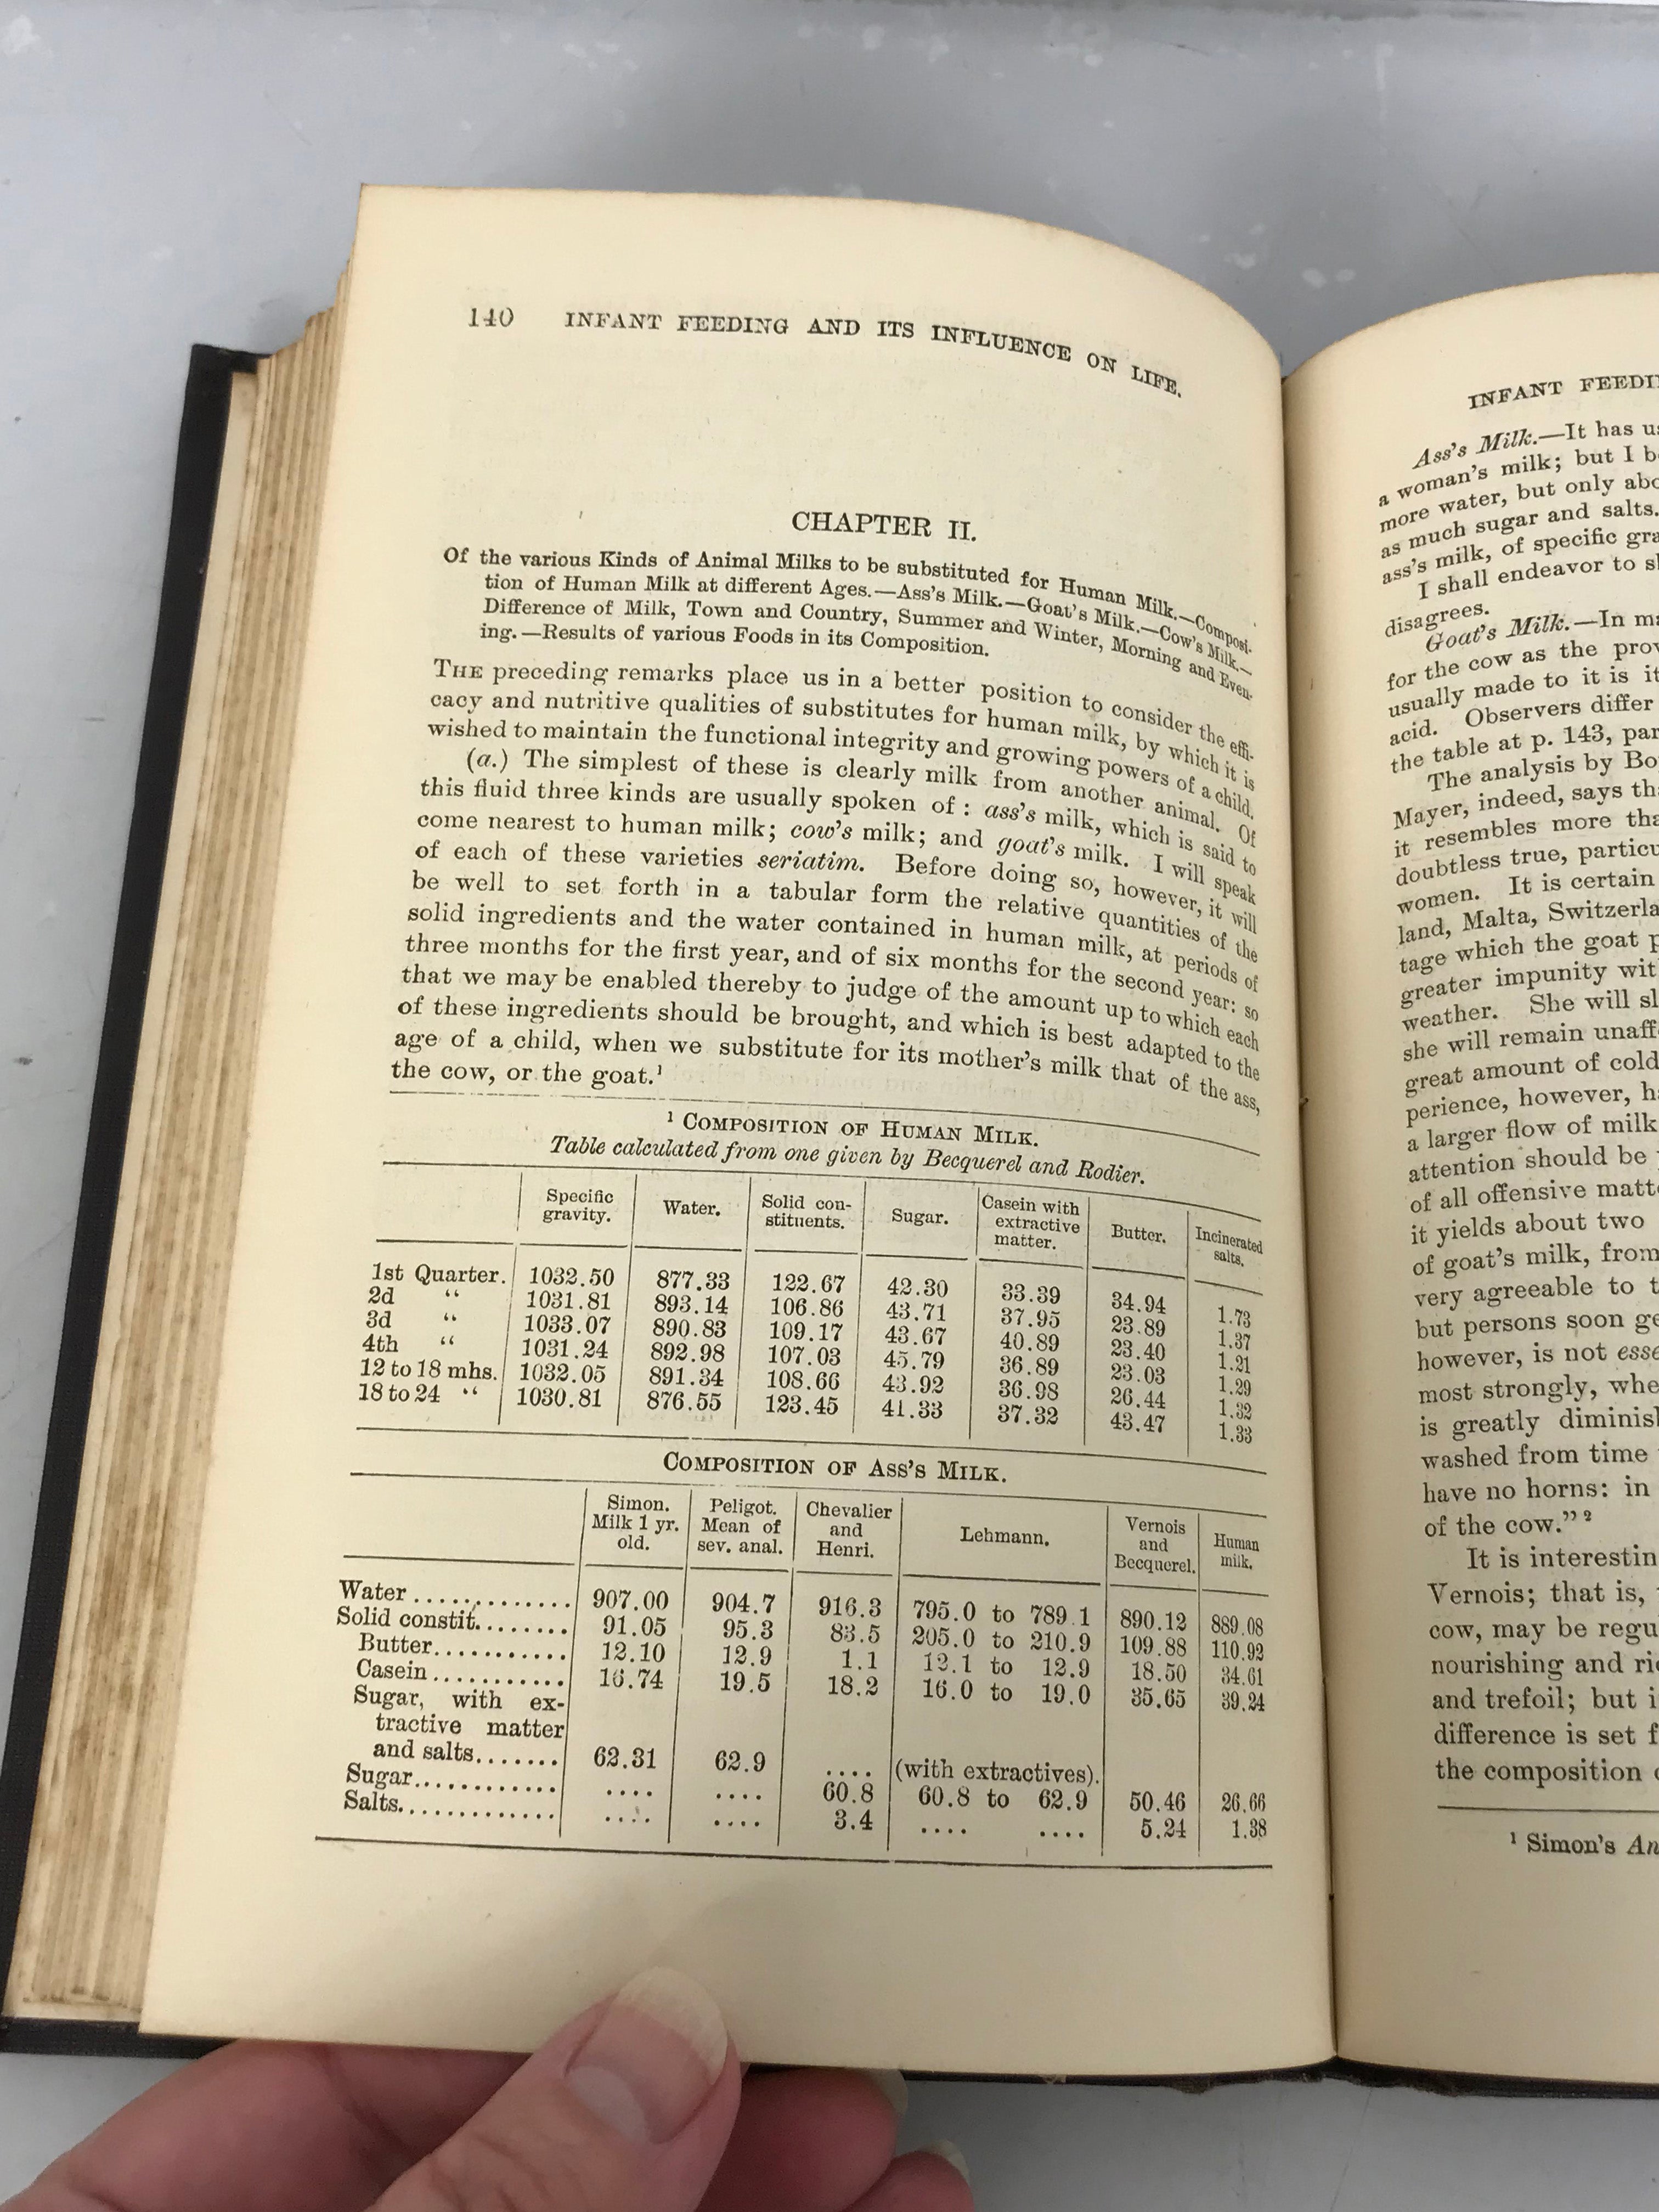 140 INFANT FEEDING AND ITS INFLUENCE ON LIFE.
CHAPTER II.
Of the various Kinds of Animal Milks to be substituted for Human Milk.—Composi-
tion of Human Milk at different Ages.—Ass's Milk.—Goat's Milk.—Cow's Milk.—
Difference of Milk, Town and Country, Summer and Winter, Morning and Even-
ing.—Results of various Foods in its Composition.
THE preceding remarks place us in a better position to consider the effi-
cacy and nutritive qualities of substitutes for human milk, by which it is
wished to maintain the functional integrity and growing powers of a child.
(a.) The simplest of these is clearly milk from another animal. Of
this fluid three kinds are usually spoken of: ass's milk, which is said to
come nearest to human milk; cow's milk; and goat's milk. I will speak
of each of these varieties seriatim. Before doing so, however, it will
be well to set forth in a tabular form the relative quantities of the
solid ingredients and the water contained in human milk, at periods of
three months for the first year, and of six months for the second year: so
that we may be enabled thereby to judge of the amount up to which each
of these ingredients should be brought, and which is best adapted to the
age of a child, when we substitute for its mother's milk that of the ass,
the cow, or the goat.¹
¹ COMPOSITION OF HUMAN MILK.
Table calculated from one given by Becquerel and Rodier.
Specific gravity. Water. Solid con-stituents. Sugar. Casein with extractive matter. Butter. Incinerated salts.
1st Quarter. 1032.50 877.33 122.67 42.30 33.39 34.94 1.73
2d " 1031.81 893.14 106.86 43.71 37.95 23.89 1.37
3d " 1033.07 890.83 109.17 43.67 40.89 23.40 1.21
4th " 1031.24 892.98 107.03 45.79 36.89 23.03 1.29
12 to 18 mhs. 1032.05 891.34 108.66 43.92 36.98 26.44 1.32
18 to 24 " 1030.81 876.55 123.45 41.33 37.32 43.47 1.33
COMPOSITION OF ASS'S MILK.
Simon. Milk 1 yr. old. Peligot. Mean of sev. anal. Chevalier and Henri. Lehmann. Vernois and Becquerel. Human milk.
Water............. 907.00 904.7 916.3 795.0 to 789.1 890.12 889.08
Solid constit........ 91.05 95.3 83.5 205.0 to 210.9 109.88 110.92
Butter........... 12.10 12.9 1.1 12.1 to 12.9 18.50 34.61
Casein........... 16.74 19.5 18.2 16.0 to 19.0 35.65 39.24
Sugar, with ex-
tractive matter
and salts....... 62.31 62.9 .... (with extractives).
Sugar............ .... .... 60.8 60.8 to 62.9 50.46 26.66
Salts............. .... .... 3.4 .... .... 5.24 1.38
INFANT FEEDI
Ass's Milk.—It has u
a woman's milk; but I b
more water, but only abo
as much sugar and salts.
ass's milk, of specific gra
I shall endeavor to s
disagrees.
Goat's Milk.—In m
for the cow as the prov
usually made to it is it
acid. Observers differ
the table at p. 143, par
The analysis by Bo
Mayer, indeed, says th
it resembles more tha
doubtless true, particu
women. It is certain
land, Malta, Switzerla
tage which the goat p
greater impunity wit
weather. She will sl
she will remain unaff
great amount of cold
perience, however, h
a larger flow of milk
attention should be
of all offensive matt
it yields about two
of goat's milk, from
very agreeable to t
but persons soon ge
however, is not esse
most strongly, whe
is greatly diminis
washed from time
have no horns: in
of the cow." ²
It is interestin
Vernois; that is,
cow, may be regu
nourishing and ri
and trefoil; but i
difference is set f
the composition
¹ Simon's An